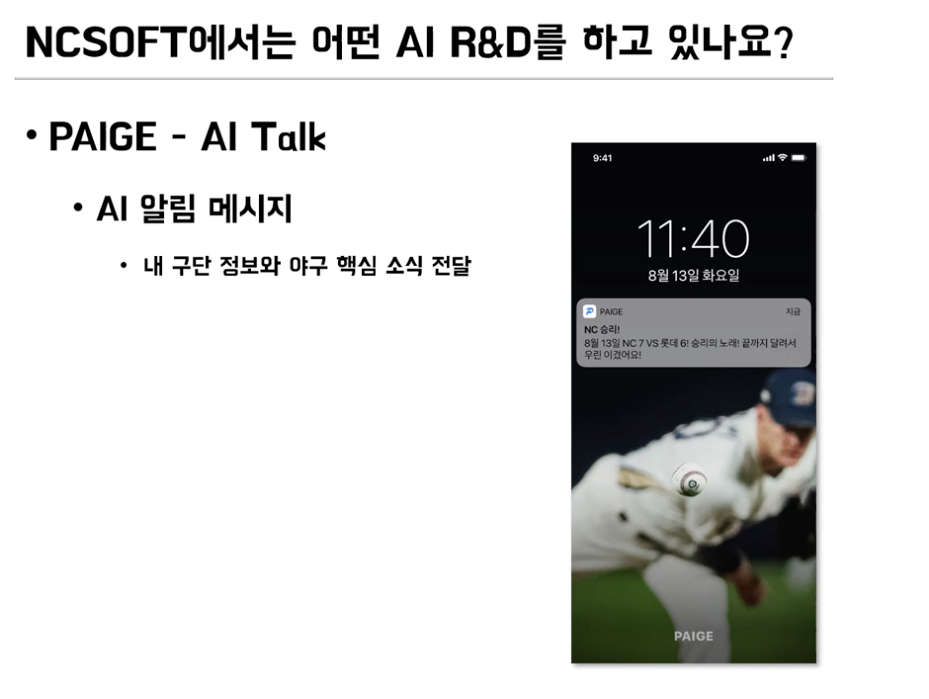 NCSOFT에서는 어떤 AI R&D를 하고 있나요?
• PAIGE - AI Talk
• AI 알림 메시지
• 내 구단 정보와 야구 핵심 소식 전달
9:41
11:40
8월 13일 화요일
PAIGE 지금
NC 승리!
8월 13일 NC 7 VS 롯데 6! 승리의 노래! 끝까지 달려서
우린 이겼어요!
PAIGE